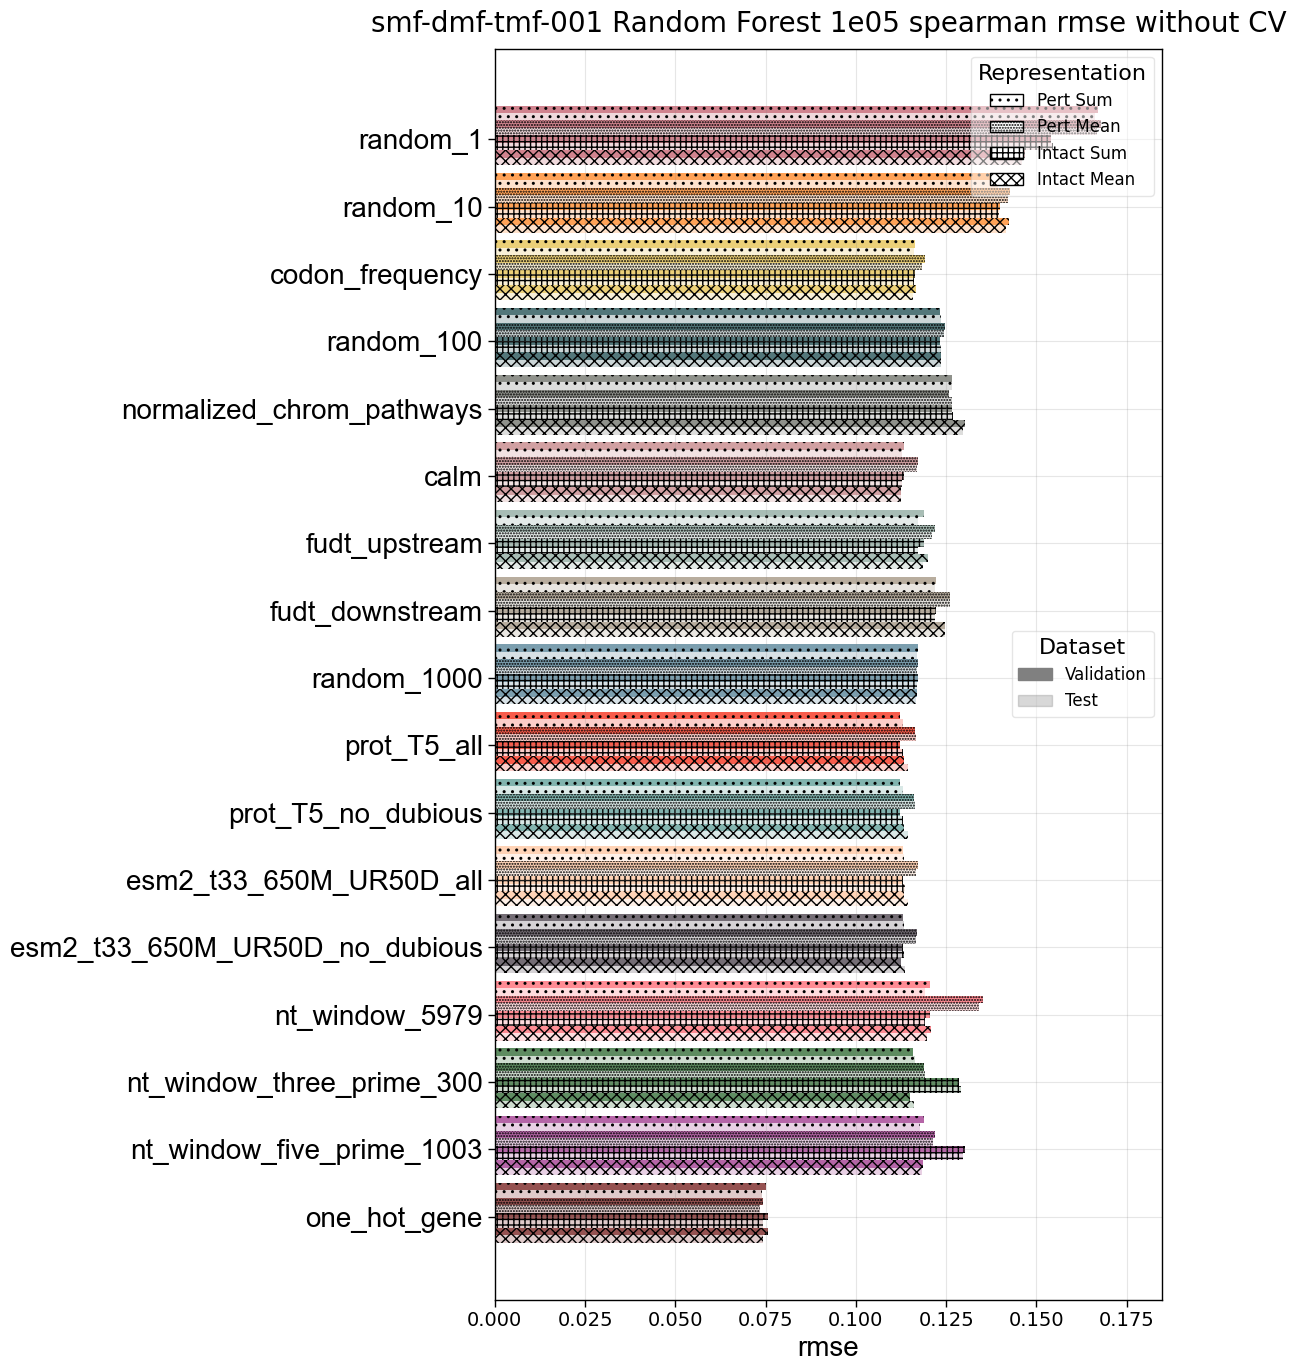 smf-dmf-tmf-001 Random Forest 1e05 spearman rmse without CV
Representation
Pert Sum
Pert Mean
Intact Sum
Intact Mean
random_1
random_10
codon_frequency
random_100
normalized_chrom_pathways
calm
fudt_upstream
fudt_downstream
random_1000
prot_T5_all
prot_T5_no_dubious
esm2_t33_650M_UR50D_all
esm2_t33_650M_UR50D_no_dubious
nt_window_5979
nt_window_three_prime_300
nt_window_five_prime_1003
one_hot_gene
Dataset
Validation
Test
0.000 0.025 0.050 0.075 0.100 0.125 0.150 0.175
rmse